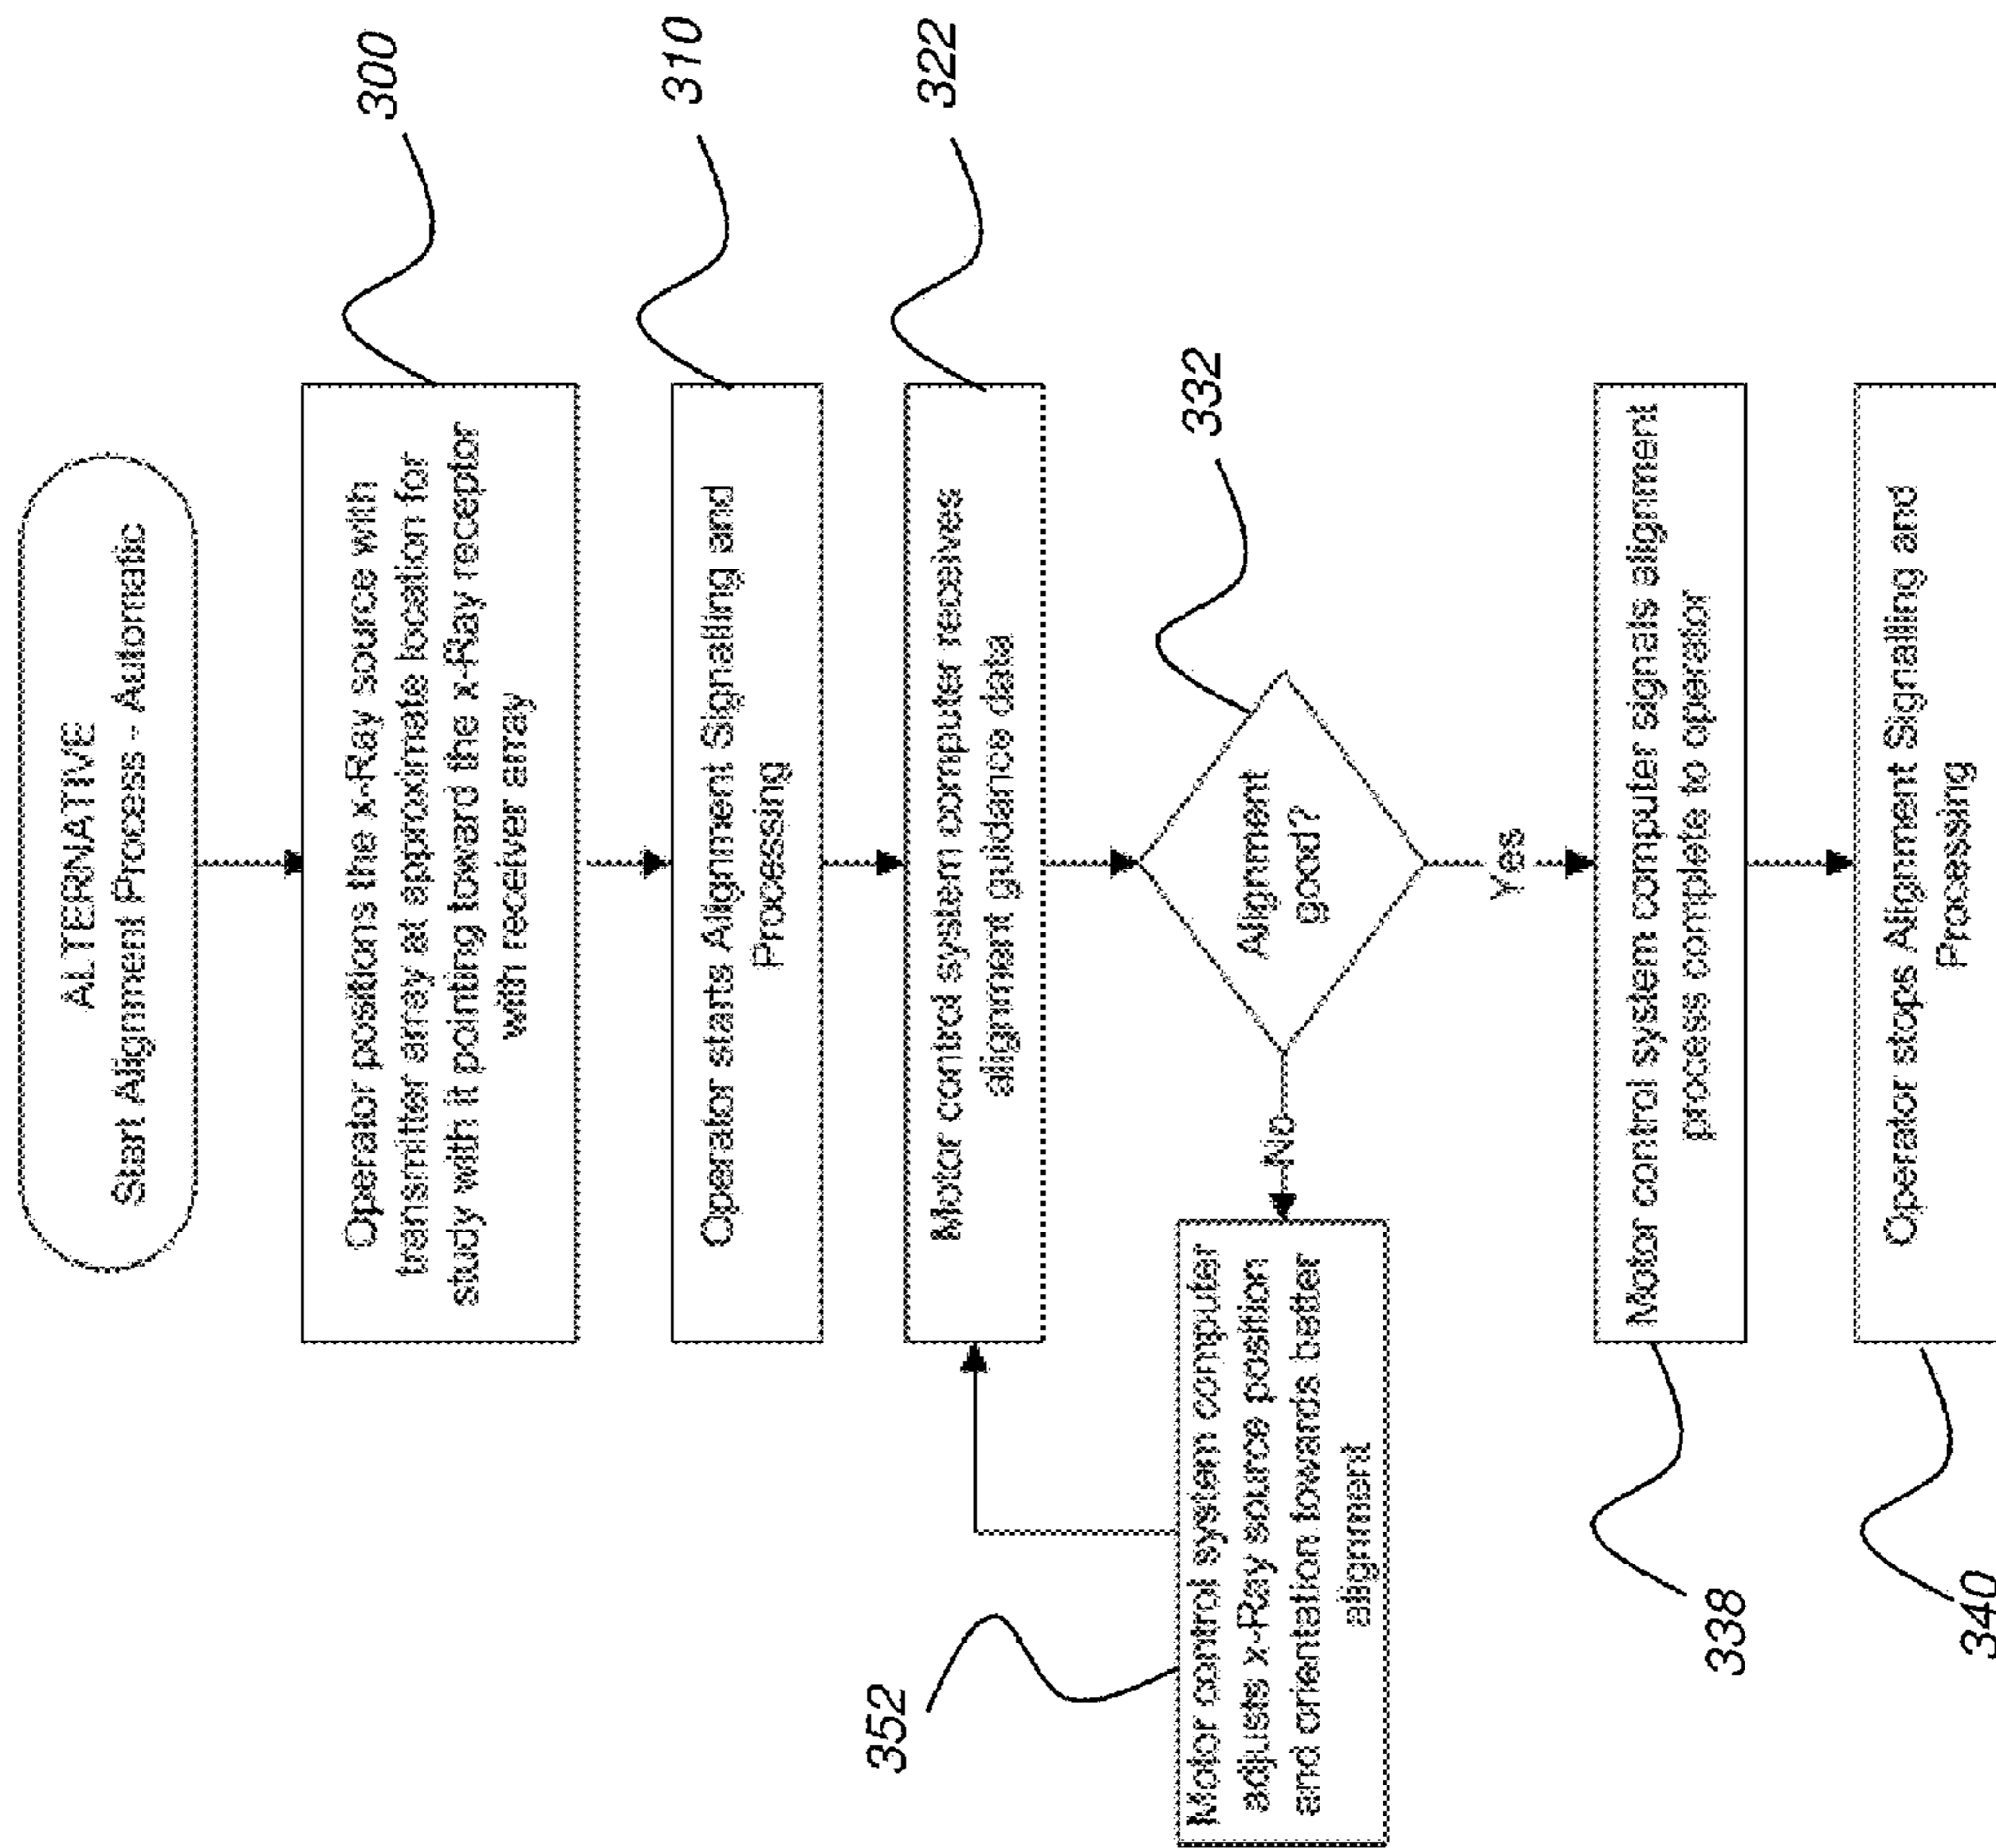 ALTERNATIVE
Start Alignment Process - Automatic
300
Operator positions the x-Ray source with
transmitter array at approximate location for
study with it pointing toward the x-Ray receptor
with receiver array
310
Operator starts Alignment Signalling and
Processing
322
Motor control system computer receives
alignment guidance data
332
Alignment
good?
No
352
Motor control system computer
adjusts x-Ray source position
and orientation towards better
alignment
Yes
338
Motor control system computer signals alignment
process complete to operator
340
Operator stops Alignment Signalling and
Processing